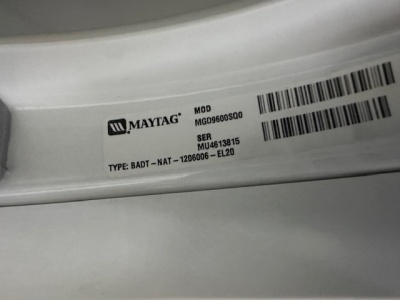 MAYTAG®
MOD
MGD9600SQ0
SER
MU4613815
TYPE: BADT-NAT-1206006-EL20